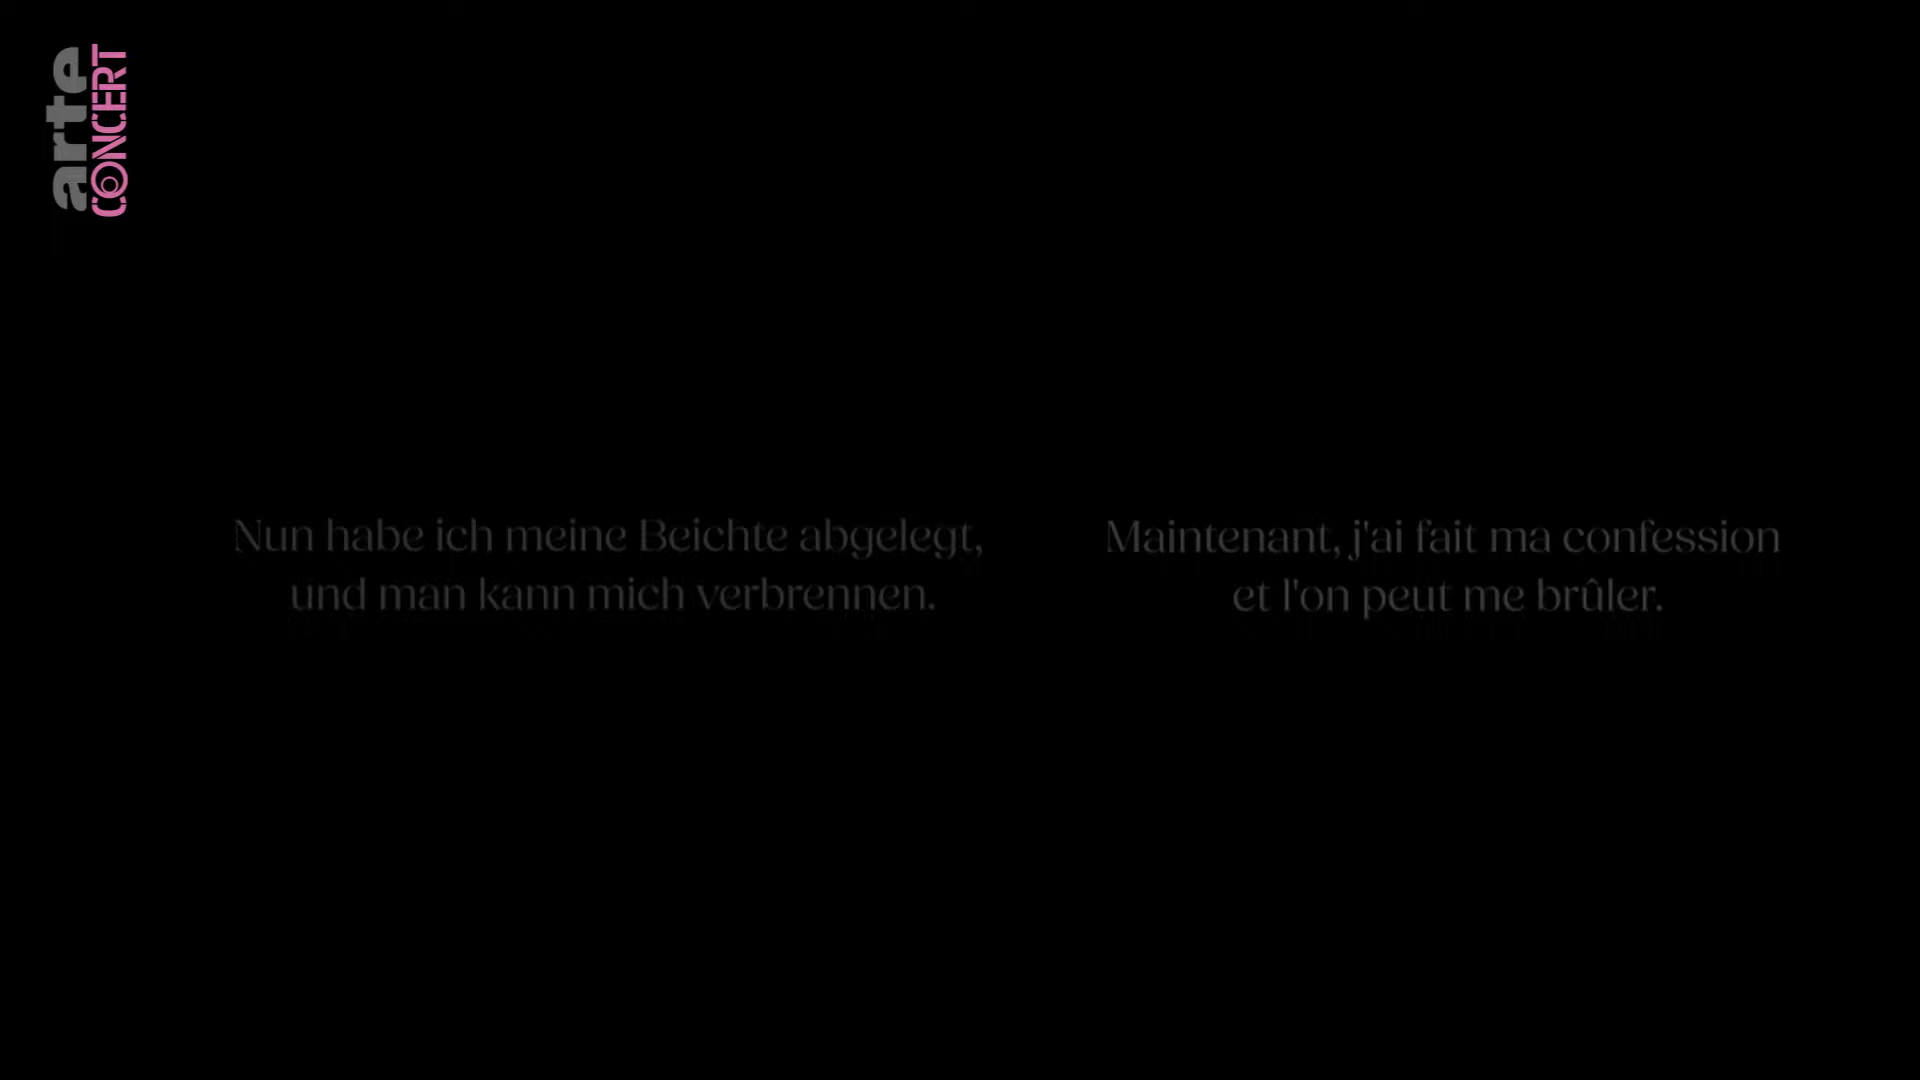 arte
CONCERT
Nun habe ich meine Beichte abgelegt,
und man kann mich verbrennen.
Maintenant, j'ai fait ma confession
et l'on peut me brûler.